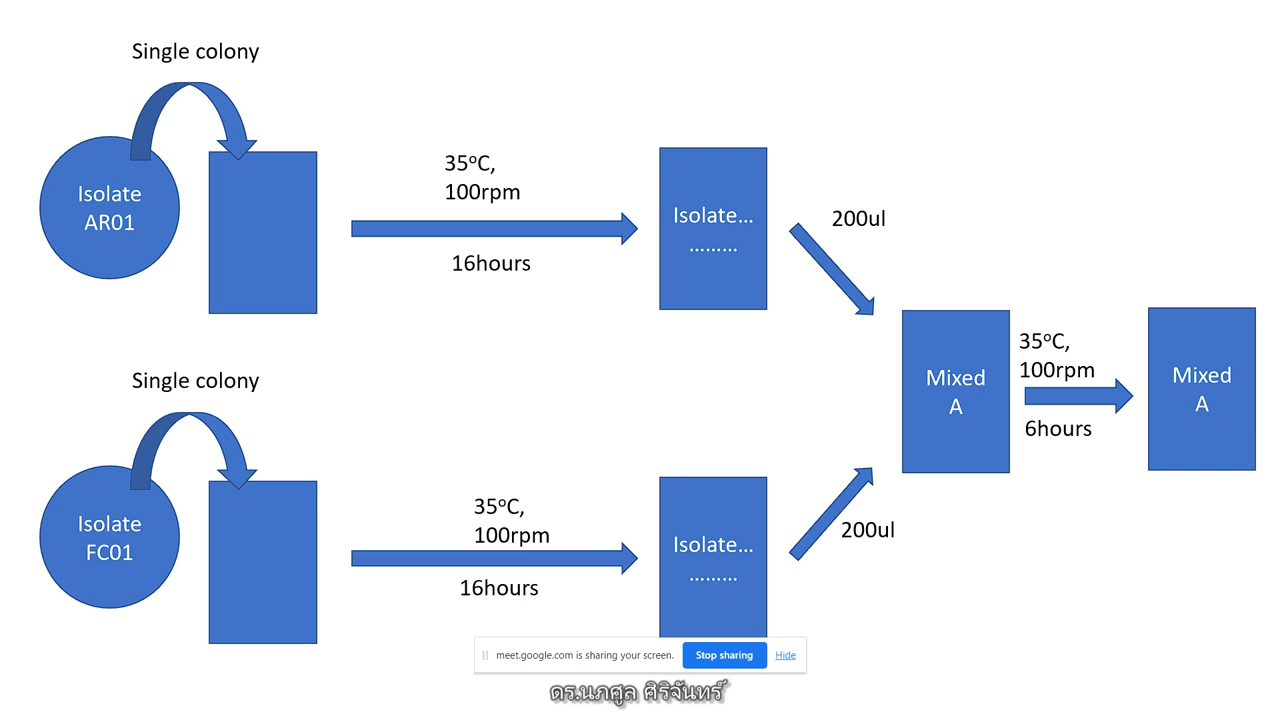 Single colony
Isolate
AR01
35°C,
100rpm
16hours
Isolate...
.........
200ul
Single colony
Isolate
FC01
35°C,
100rpm
16hours
Isolate...
.........
200ul
Mixed
A
35°C,
100rpm
6hours
Mixed
A
meet.google.com is sharing your screen.
Stop sharing
Hide
ดร.นภศูล ศิริจันทร์